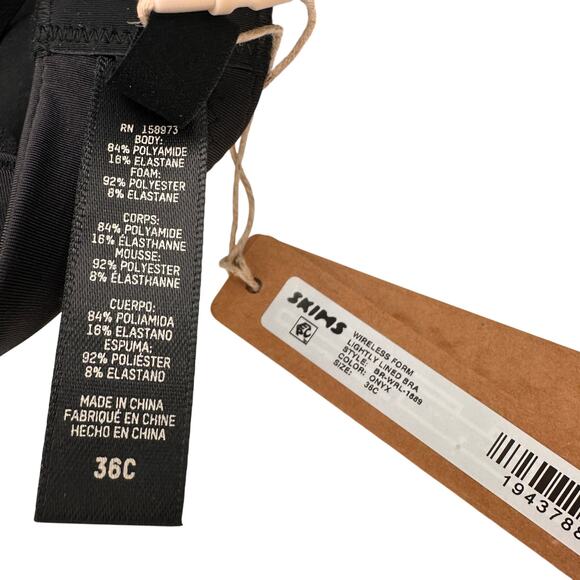 RN 158973
BODY:
84% POLYAMIDE
16% ELASTANE
FOAM:
92% POLYESTER
8% ELASTANE
CORPS:
84% POLYAMIDE
16% ÉLASTHANNE
MOUSSE:
92% POLYESTER
8% ÉLASTHANNE
CUERPO:
84% POLIAMIDA
16% ELASTANO
ESPUMA:
92% POLIÉSTER
8% ELASTANO
MADE IN CHINA
FABRIQUÉ EN CHINE
HECHO EN CHINA
36C
SKIMS
WIRELESS FORM
LIGHTLY LINED BRA
STYLE: BR-WRL-1889
COLOR: ONYX
SIZE: 36C
1943788